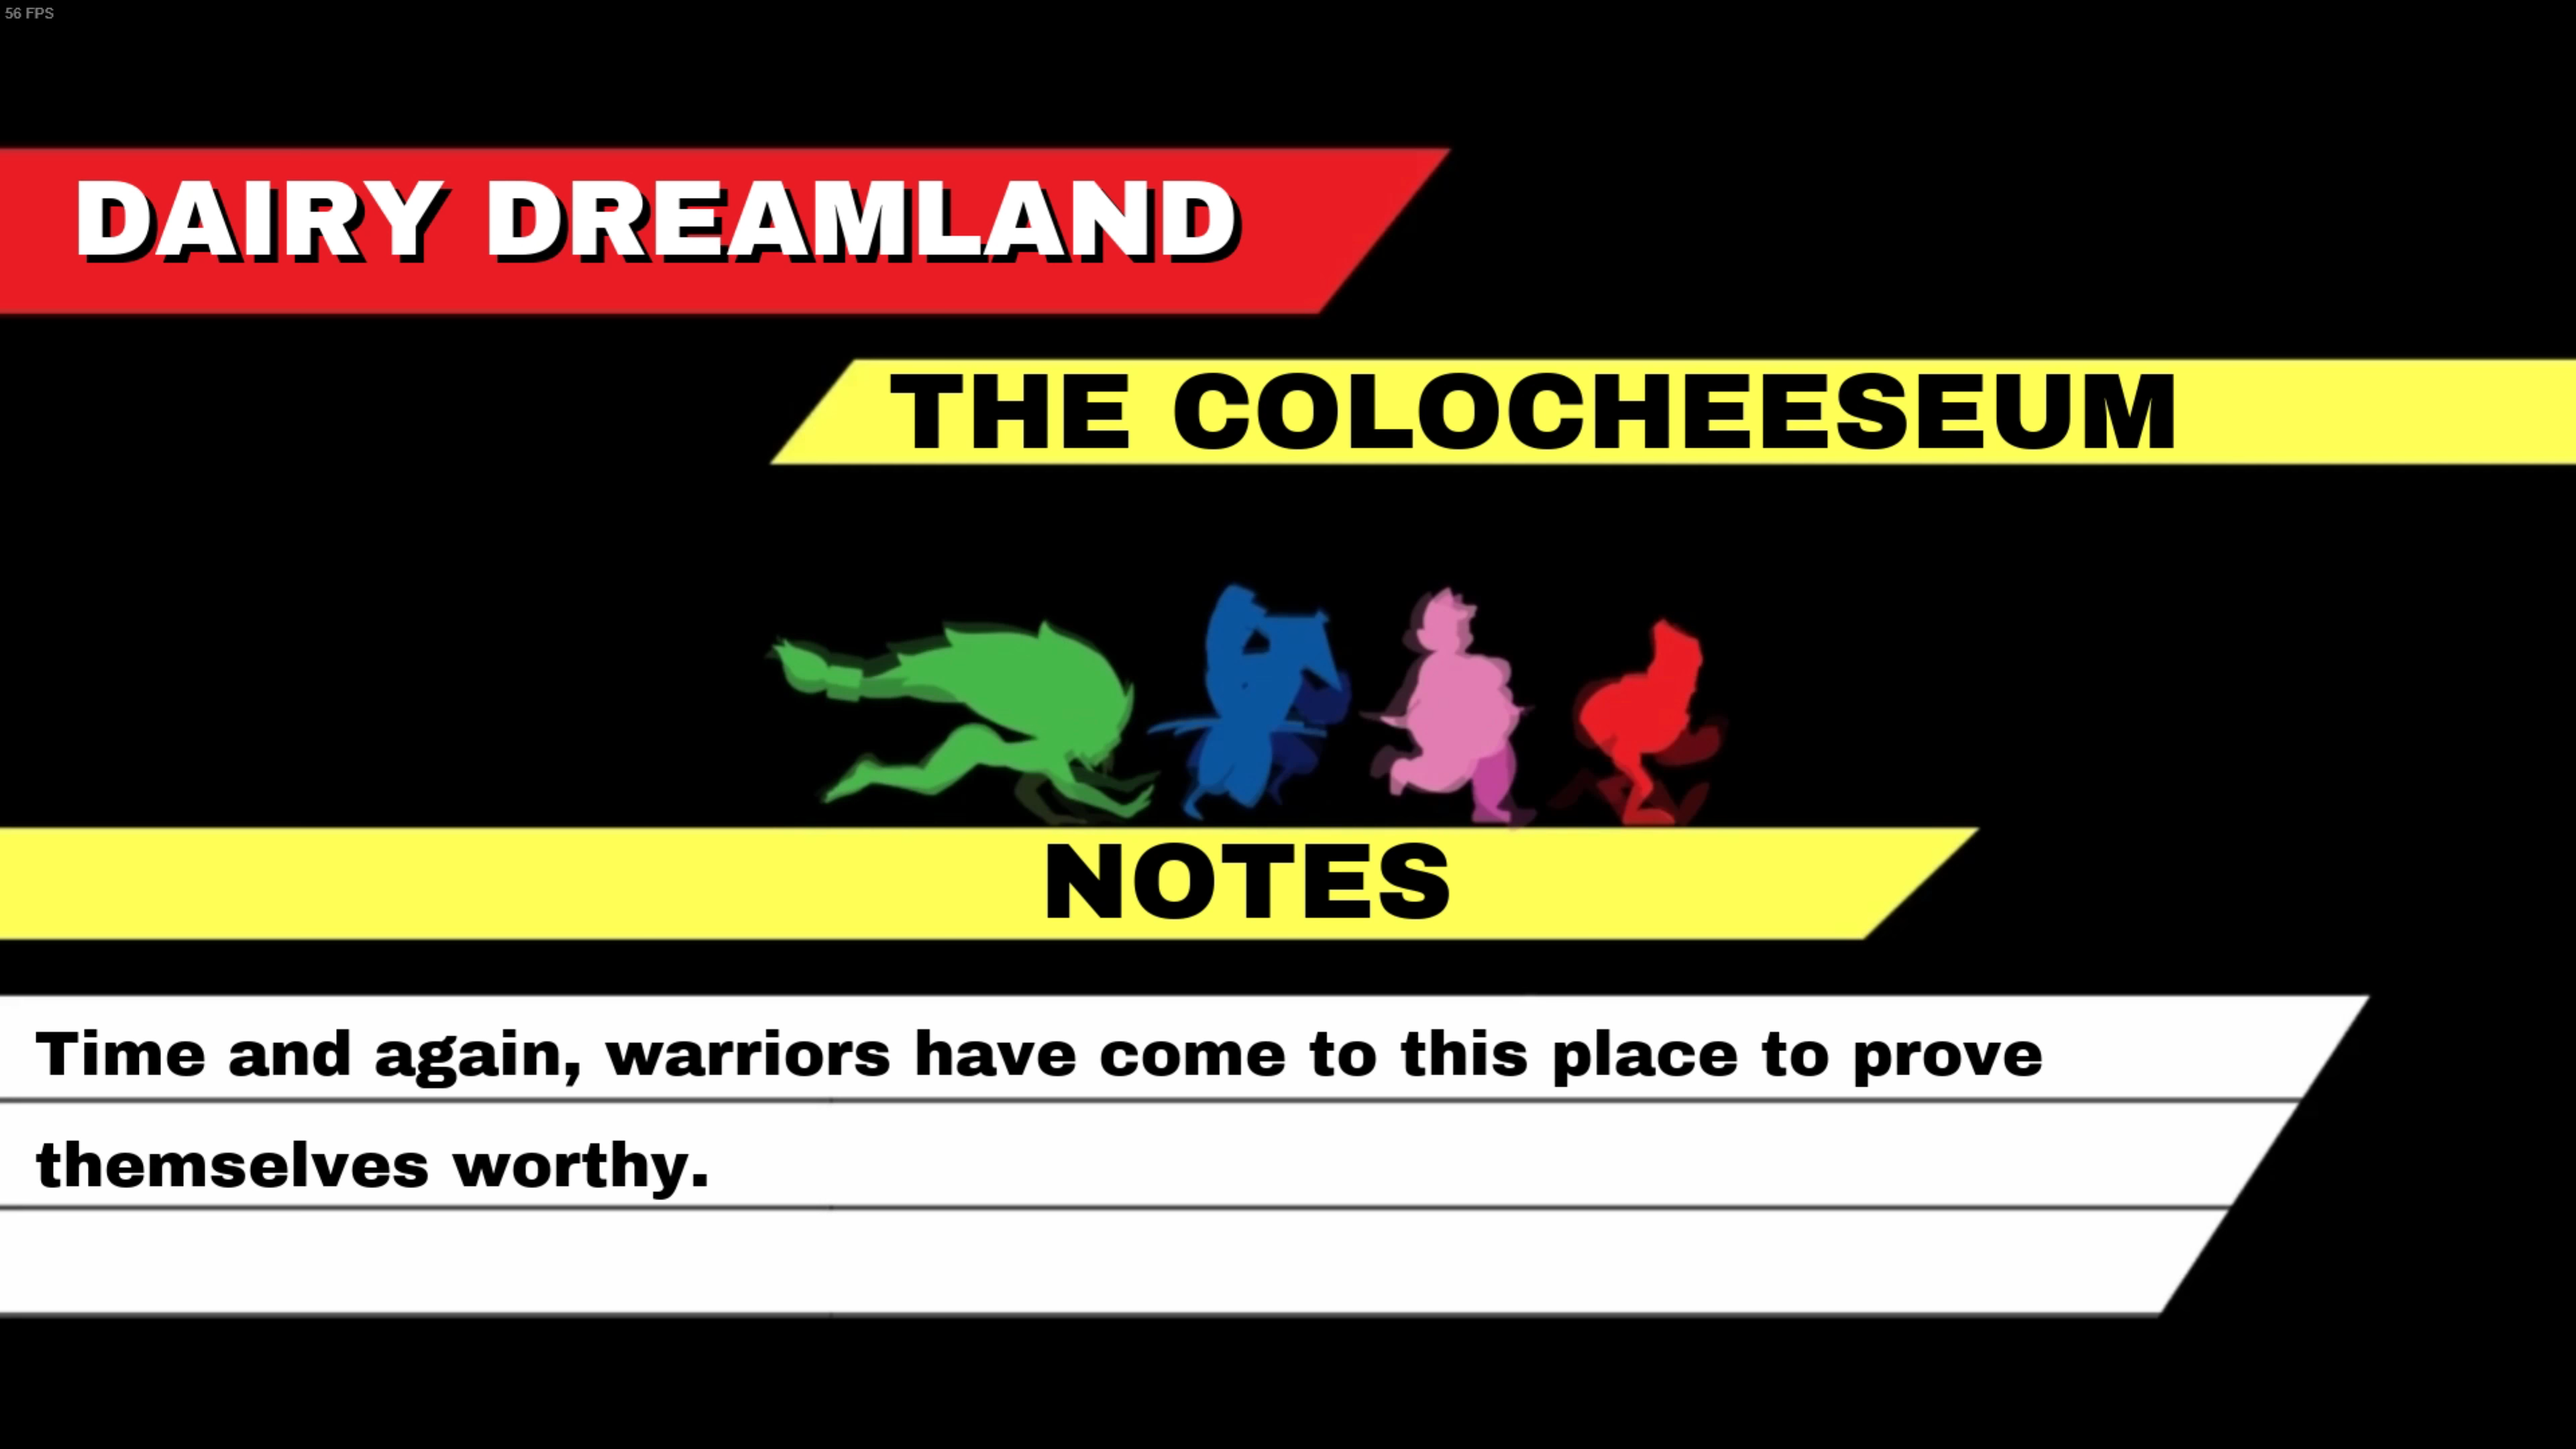 56 FPS
DAIRY DREAMLAND
THE COLOCHEESEUM
NOTES
Time and again, warriors have come to this place to prove
themselves worthy.